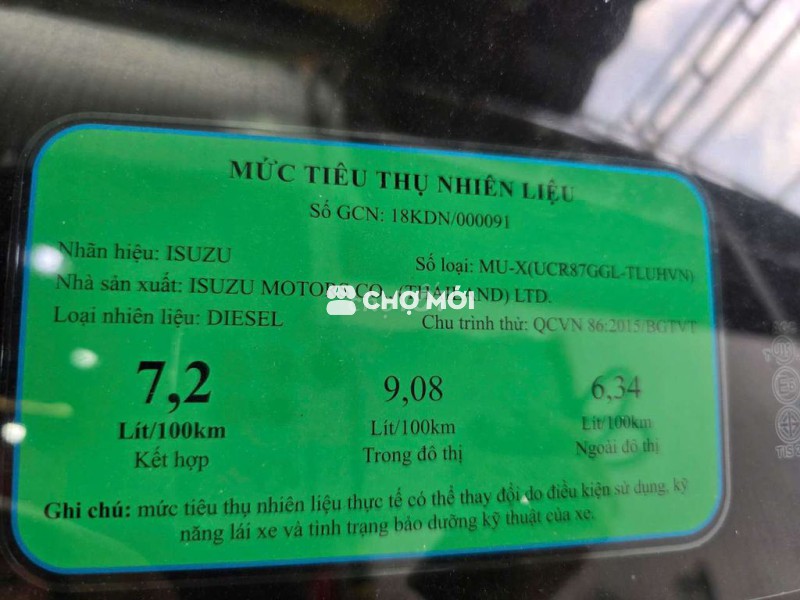 MỨC TIÊU THỤ NHIÊN LIỆU
Số GCN: 18KDN/000091
Nhãn hiệu: ISUZU
Số loại: MU-X(UCR87GGL-TLUHVN)
Nhà sản xuất: ISUZU MOTORS CO., (THAILAND) LTD.
CHỢ MỚI
Loại nhiên liệu: DIESEL
Chu trình thử: QCVN 86:2015/BGTVT
7,2
9,08
6,34
Lít/100km
Lít/100km
Lít/100km
Kết hợp
Trong đô thị
Ngoài đô thị
Ghi chú: mức tiêu thụ nhiên liệu thực tế có thể thay đổi do điều kiện sử dụng, kỹ
năng lái xe và tình trạng bảo dưỡng kỹ thuật của xe.